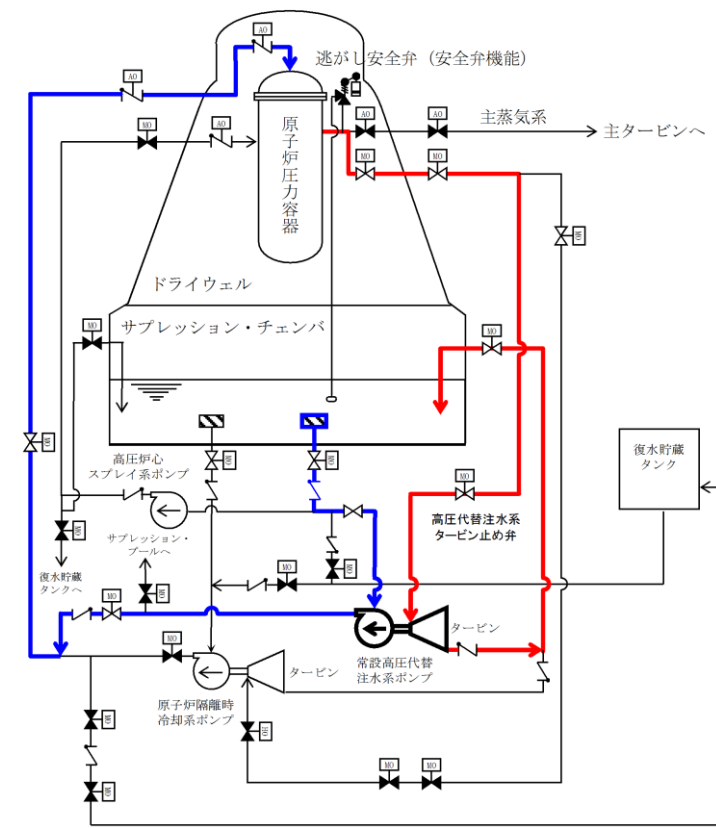 AO
逃がし安全弁（安全弁機能）
AO
AO
AO
AO
主蒸気系
主タービンへ
MO
原子炉圧力容器
MO
MO
MO
ドライウェル
サプレッション・チェンバ
MO
MO
MO
高圧炉心
スプレイ系ポンプ
MO
MO
MO
高圧代替注水系
タービン止め弁
復水貯蔵
タンク
MO
サプレッション・
プールへ
復水貯蔵
タンクへ
MO
MO
MO
MO
タービン
常設高圧代替
注水系ポンプ
MO
タービン
原子炉隔離時
冷却系ポンプ
MO
MO
MO
MO
MO